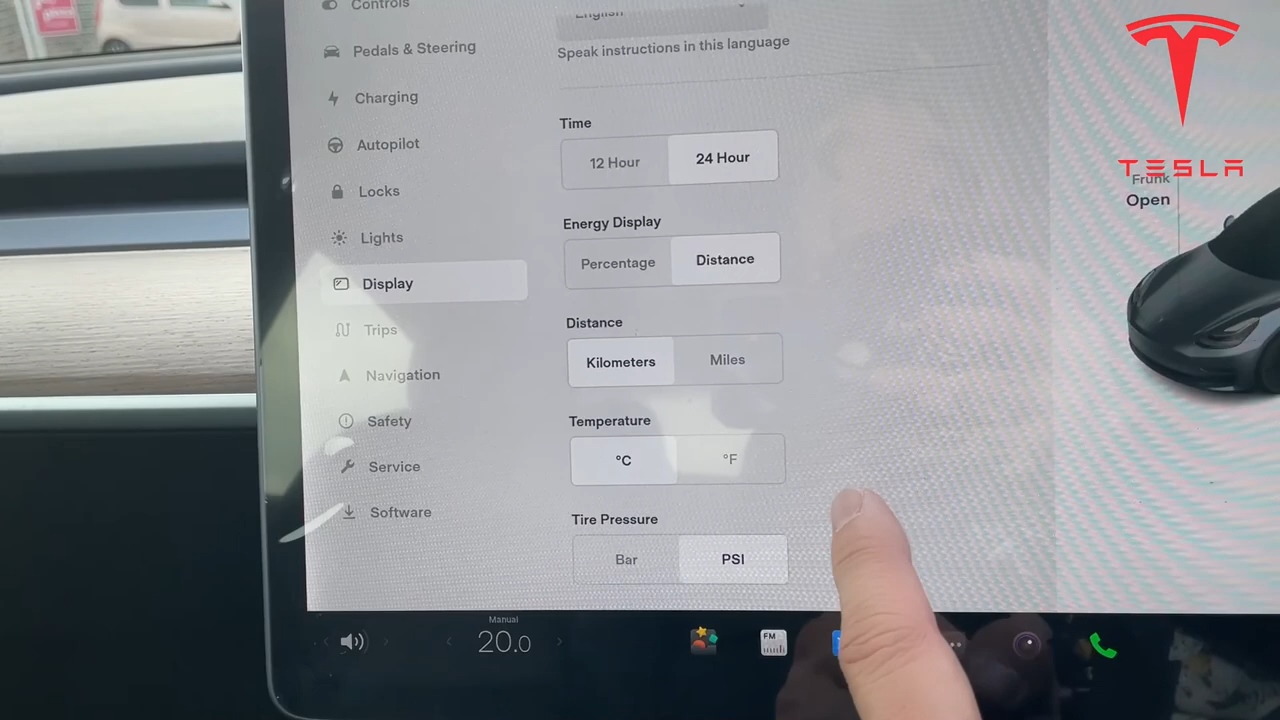 Controls
Pedals & Steering
Charging
Autopilot
Locks
Lights
Display
Trips
Navigation
Safety
Service
Software
English
Speak instructions in this language
Time
12 Hour
24 Hour
Energy Display
Percentage
Distance
Distance
Kilometers
Miles
Temperature
°C
°F
Tire Pressure
Bar
PSI
TESLA
Frunk
Open
Manual
20.0
FM